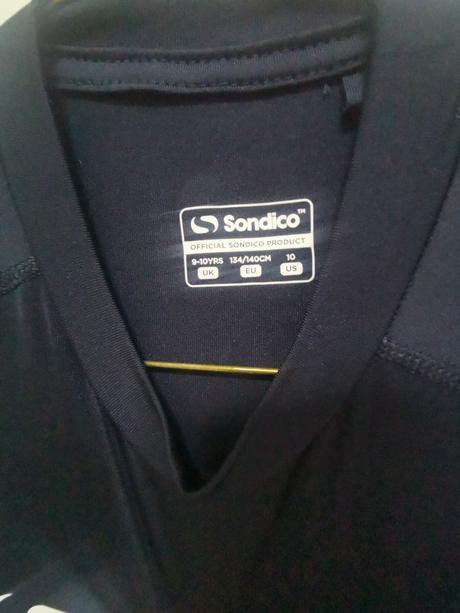 Sondico™
OFFICIAL SONDICO PRODUCT
9-10YRS 134/140CM 10
UK EU US